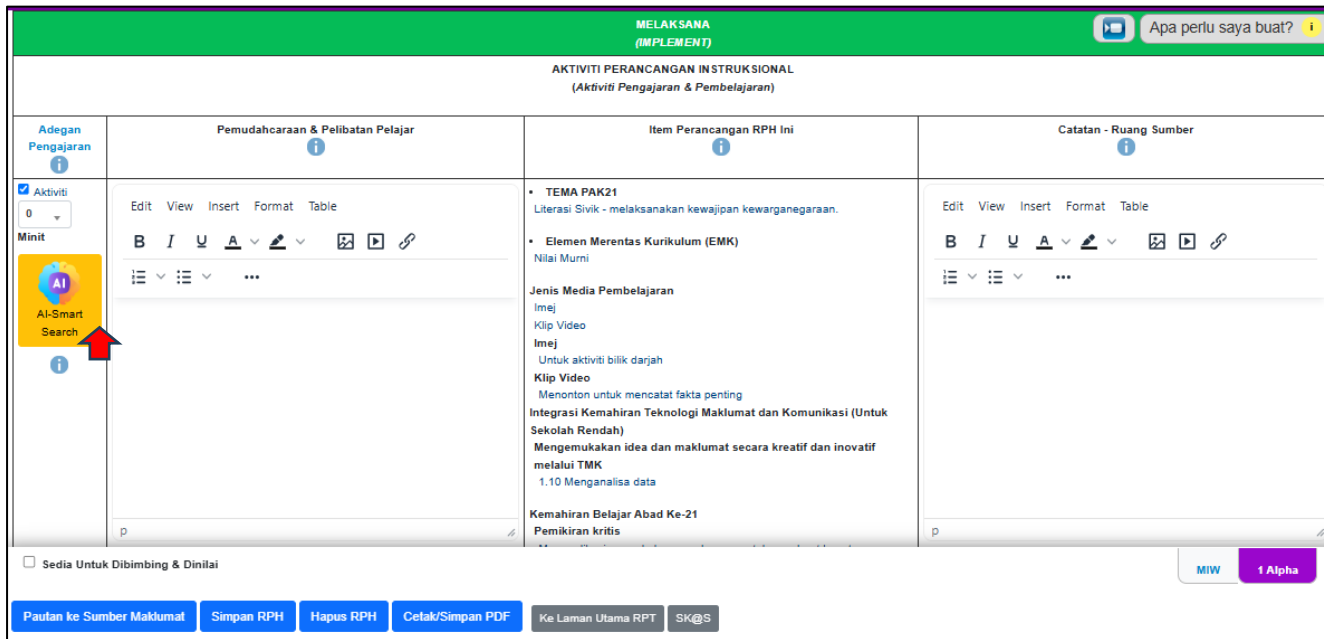 MELAKSANA
(IMPLEMENT)
Apa perlu saya buat? i
AKTIVITI PERANCANGAN INSTRUKSIONAL
(Aktiviti Pengajaran & Pembelajaran)
Adegan
Pengajaran
i
Pemudahcaraan & Pelibatan Pelajar
i
Item Perancangan RPH Ini
i
Catatan - Ruang Sumber
i
Aktiviti
0
Minit
AI
AI-Smart
Search
i
Edit View Insert Format Table
B I U A
p
• TEMA PAK21
Literasi Sivik - melaksanakan kewajipan kewarganegaraan.
• Elemen Merentas Kurikulum (EMK)
Nilai Murni
Jenis Media Pembelajaran
Imej
Klip Video
Imej
Untuk aktiviti bilik darjah
Klip Video
Menonton untuk mencatat fakta penting
Integrasi Kemahiran Teknologi Maklumat dan Komunikasi (Untuk
Sekolah Rendah)
Mengemukakan idea dan maklumat secara kreatif dan inovatif
melalui TMK
1.10 Menganalisa data
Kemahiran Belajar Abad Ke-21
Pemikiran kritis
Edit View Insert Format Table
B I U A
p
Sedia Untuk Dibimbing & Dinilai
MIW
1 Alpha
Pautan ke Sumber Maklumat
Simpan RPH
Hapus RPH
Cetak/Simpan PDF
Ke Laman Utama RPT
SK@S